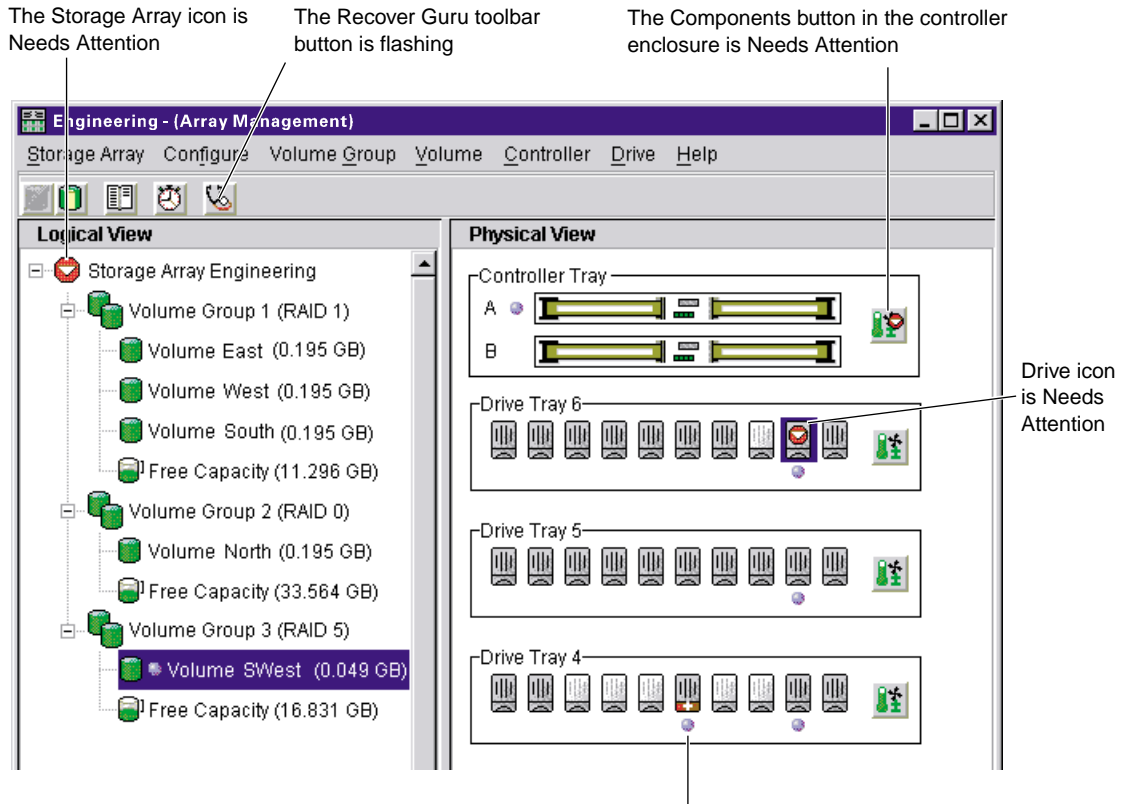 The Storage Array icon is
Needs Attention
The Recover Guru toolbar
button is flashing
The Components button in the controller
enclosure is Needs Attention
Engineering - (Array Management)
Storage Array Configure Volume Group Volume Controller Drive Help
Logical View
Physical View
Storage Array Engineering
Volume Group 1 (RAID 1)
Volume East (0.195 GB)
Volume West (0.195 GB)
Volume South (0.195 GB)
Free Capacity (11.296 GB)
Volume Group 2 (RAID 0)
Volume North (0.195 GB)
Free Capacity (33.564 GB)
Volume Group 3 (RAID 5)
Volume SWest (0.049 GB)
Free Capacity (16.831 GB)
Controller Tray
A
B
Drive Tray 6
Drive icon
is Needs
Attention
Drive Tray 5
Drive Tray 4